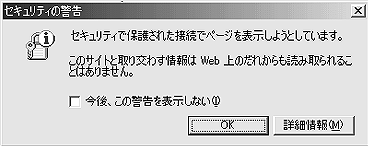 セキュリティの警告
セキュリティで保護された接続でページを表示しようとしています。
このサイトと取り交わす情報は Web 上のだれからも読み取られるこ
とはありません。
今後、この警告を表示しない(I)
OK
詳細情報(M)